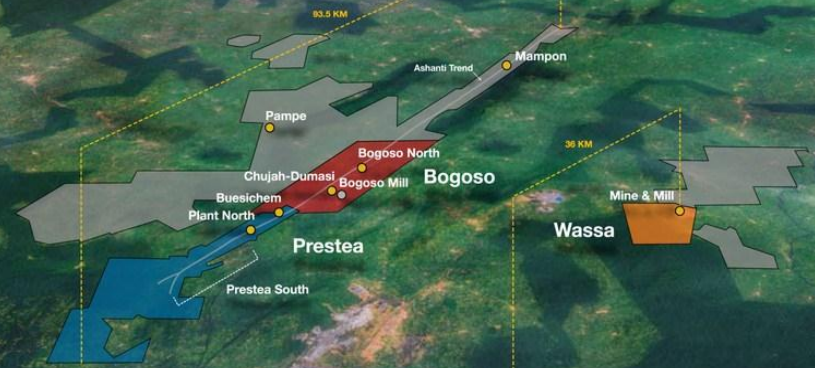 93.5 KM
Mampon
Ashanti Trend
Pampe
36 KM
Bogoso North
Chujah-Dumasi
Bogoso Mill
Bogoso
Buesichem
Mine & Mill
Plant North
Wassa
Prestea
Prestea South